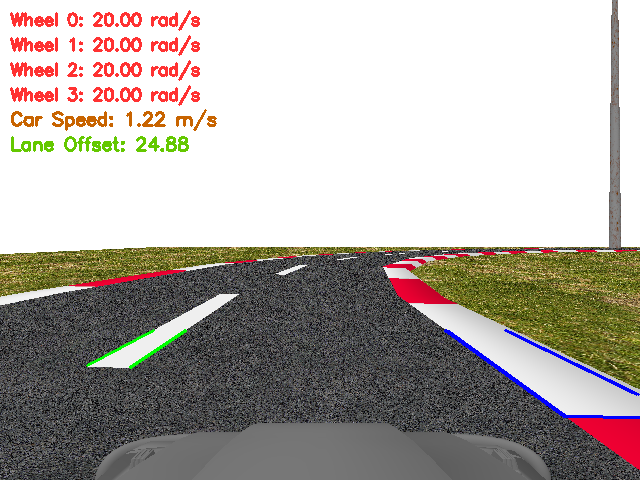 Wheel 0: 20.00 rad/s
Wheel 1: 20.00 rad/s
Wheel 2: 20.00 rad/s
Wheel 3: 20.00 rad/s
Car Speed: 1.22 m/s
Lane Offset: 24.88